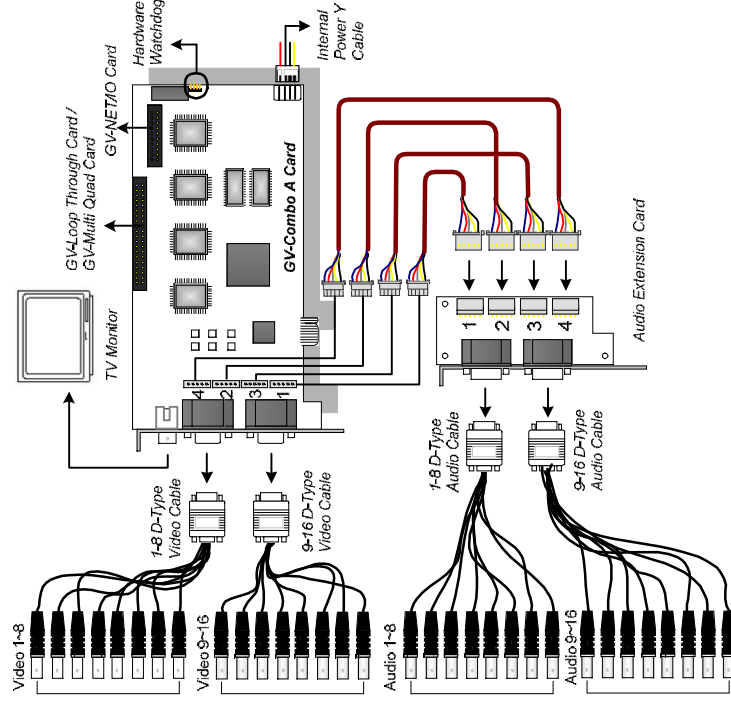 Hardware
Watchdog
Internal
Power Y
Cable
GV-NET/IO Card
GV-Loop Through Card /
GV-Multi Quad Card
GV-Combo A Card
TV Monitor
4
2
3
1
1
2
3
4
Audio Extension Card
1-8 D-Type
Video Cable
9-16 D-Type
Video Cable
1-8 D-Type
Audio Cable
9-16 D-Type
Audio Cable
Video 1~8
Video 9~16
Audio 1~8
Audio 9~16